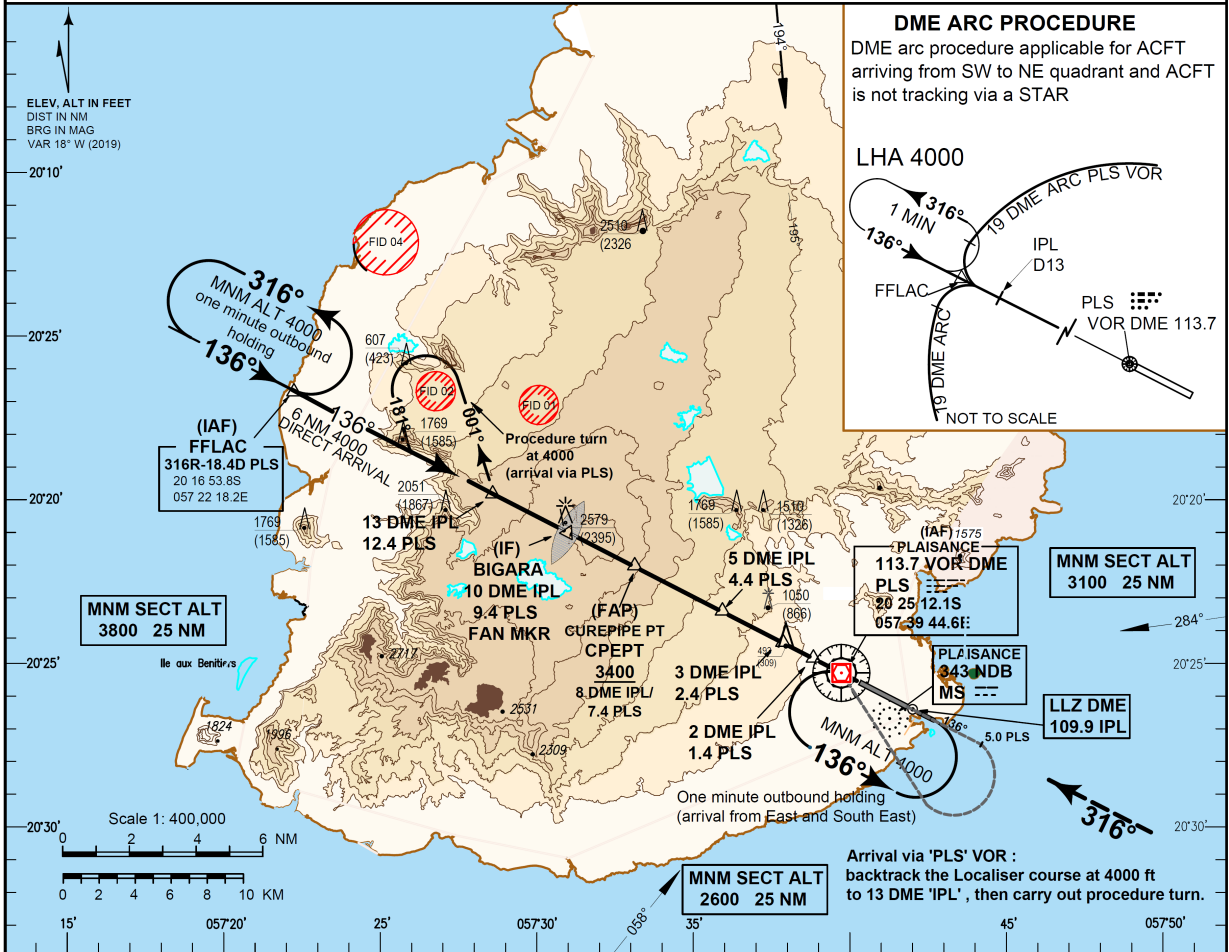 194°
ELEV, ALT IN FEET
DIST IN NM
BRG IN MAG
VAR 18° W (2019)
DME ARC PROCEDURE
DME arc procedure applicable for ACFT
arriving from SW to NE quadrant and ACFT
is not tracking via a STAR
LHA 4000
19 DME ARC PLS VOR
316°
1 MIN
136°
IPL
D13
FFLAC
PLS
VOR DME 113.7
19 DME ARC
NOT TO SCALE
20°10'
20°25'
20°20'
20°25'
20°30'
20°20'
20°25'
20°30'
FID 04
2510
(2326
195°
316°
MNM ALT 4000
one minute outbound
holding
136°
607
(423)
FID 02
FID 01
181°
001°
1769
(1585)
Procedure turn
at 4000
(arrival via PLS)
136°
6 NM 4000
DIRECT ARRIVAL
(IAF)
FFLAC
316R-18.4D PLS
20 16 53.8S
057 22 18.2E
2051
(1867)
1769
(1585)
13 DME IPL
12.4 PLS
2579
(2395)
(IF)
BIGARA
10 DME IPL
9.4 PLS
FAN MKR
1769
(1585)
1510
(1326)
(FAP)
CUREPIPE PT
CPEPT
3400
8 DME IPL/
7.4 PLS
5 DME IPL
4.4 PLS
1050
(866)
492
(309)
3 DME IPL
2.4 PLS
2 DME IPL
1.4 PLS
(IAF)
1575
PLAISANCE
113.7 VOR DME
PLS
20 25 12.1S
057 39 44.6E
PLAISANCE
343 NDB
MS
MNM SECT ALT
3100 25 NM
284°
LLZ DME
109.9 IPL
136°
5.0 PLS
MNM ALT 4000
136°
One minute outbound holding
(arrival from East and South East)
316°
MNM SECT ALT
3800 25 NM
Ile aux Benitiers
2717
2531
2309
1824
1996
Scale 1: 400,000
0 2 4 6 NM
0 2 4 6 8 10 KM
MNM SECT ALT
2600 25 NM
058°
Arrival via 'PLS' VOR :
backtrack the Localiser course at 4000 ft
to 13 DME 'IPL' , then carry out procedure turn.
15' 057°20' 25' 057°30' 35' 45' 057°50'